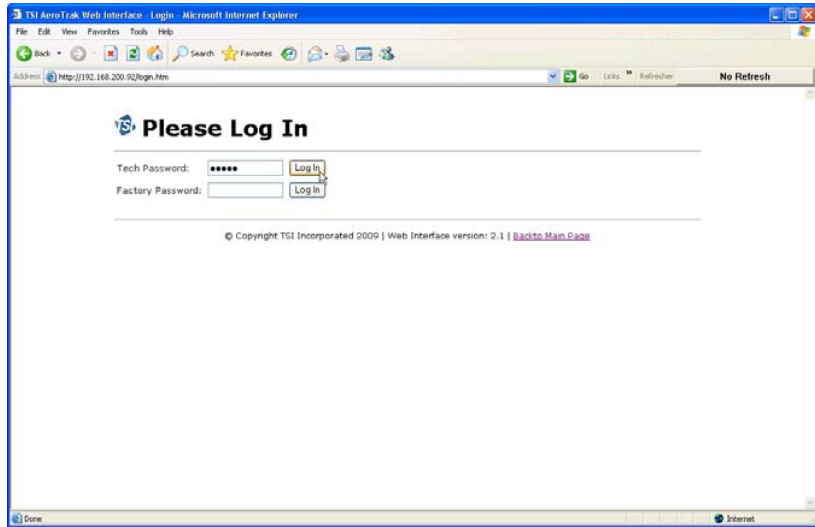 TSI AeroTrak Web Interface - Login - Microsoft Internet Explorer
File Edit View Favorites Tools Help
Back Search Favorites
Address http://192.168.200.92/login.htm Go Links » Refresher No Refresh
TSI Please Log In
Tech Password: ••••• Log In
Factory Password: Log In
© Copyright TSI Incorporated 2009 | Web Interface version: 2.1 | Backto Main Page
Done Internet